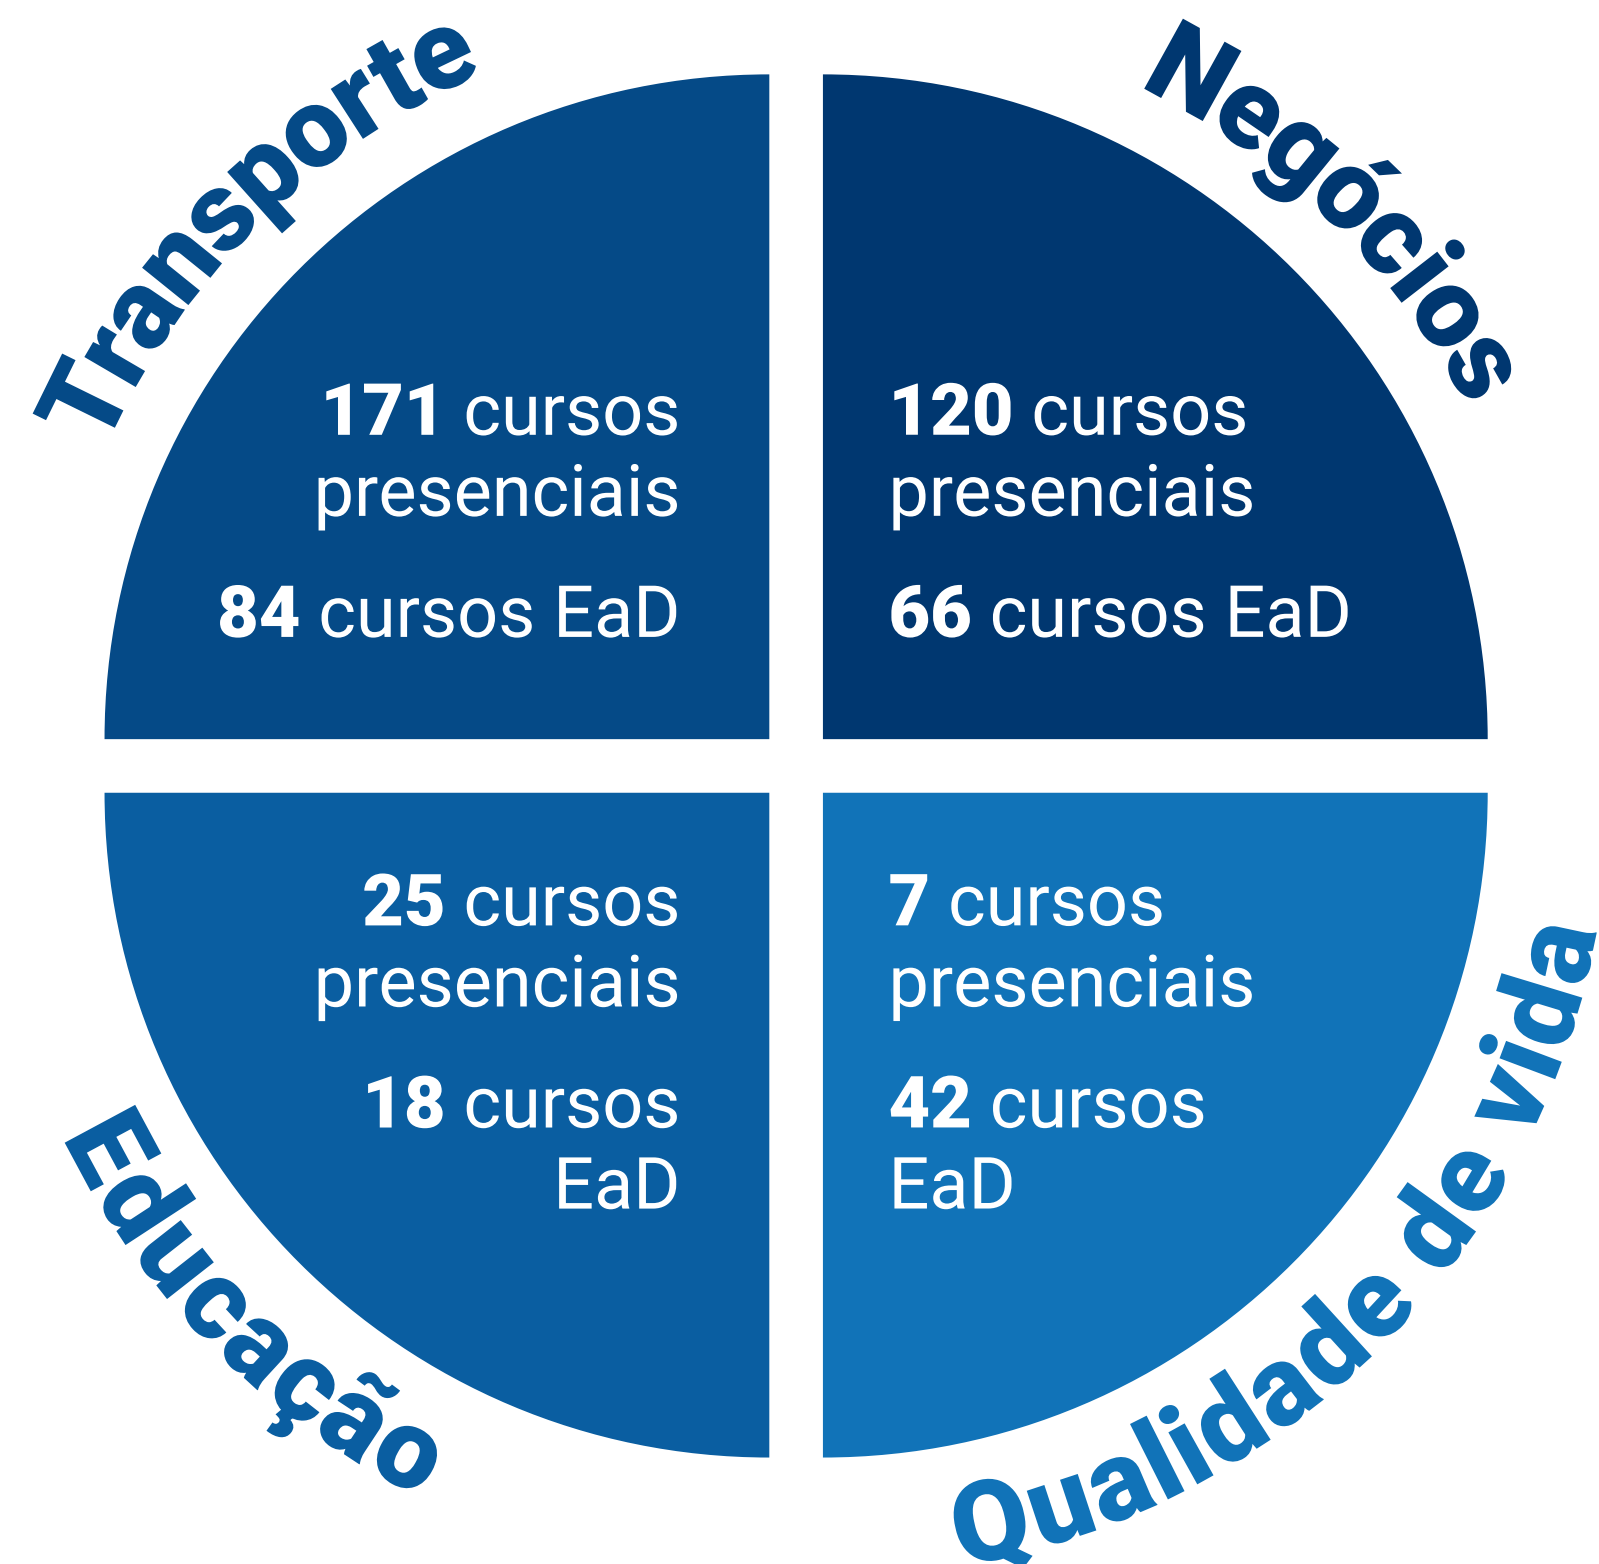 Transporte
171 cursos
presenciais
84 cursos EaD
Negócios
120 cursos
presenciais
66 cursos EaD
Educação
25 cursos
presenciais
18 cursos
EaD
Qualidade de vida
7 cursos
presenciais
42 cursos
EaD